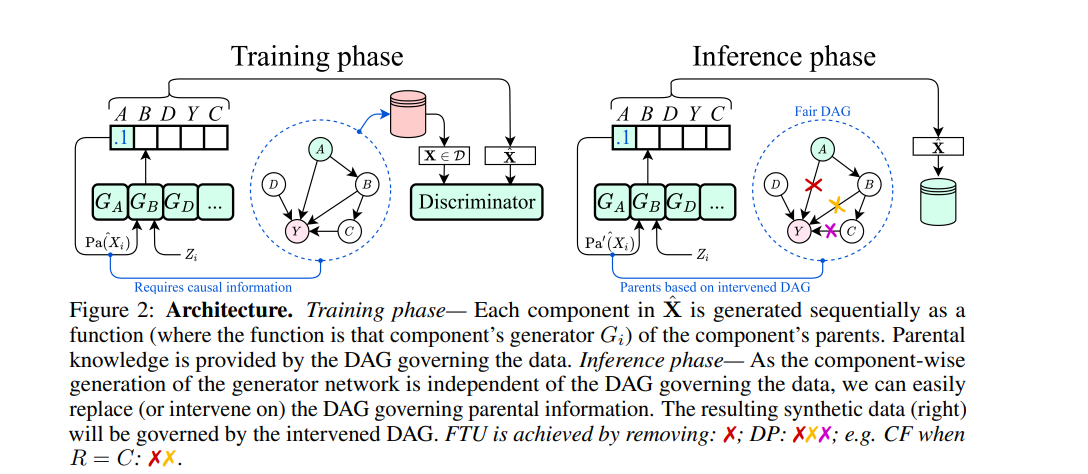 Training phase
Inference phase
A B D Y C
.1
G_A G_B G_D ...
Pa(X̂_i)
Z_i
Requires causal information
A
D
B
Y
C
X ∈ D
X̂
Discriminator
A B D Y C
.1
G_A G_B G_D ...
Pa'(X̂_i)
Z_i
Parents based on intervened DAG
Fair DAG
A
D
B
Y
C
X̂
Figure 2: Architecture. Training phase— Each component in X̂ is generated sequentially as a
function (where the function is that component's generator G_i) of the component's parents. Parental
knowledge is provided by the DAG governing the data. Inference phase— As the component-wise
generation of the generator network is independent of the DAG governing the data, we can easily
replace (or intervene on) the DAG governing parental information. The resulting synthetic data (right)
will be governed by the intervened DAG. FTU is achieved by removing: ✗; DP: ✗✗✗; e.g. CF when
R = C: ✗✗.